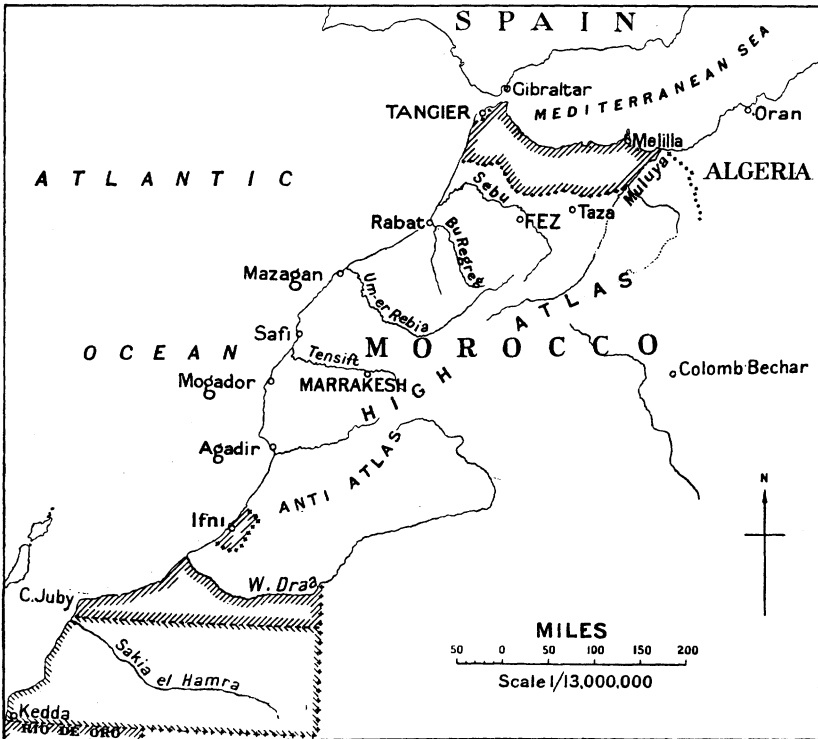 SPAIN
Gibraltar
MEDITERRANEAN SEA
TANGIER
Oran
Melilla
ATLANTIC
ALGERIA
Muluya
Sebu
Taza
FEZ
Rabat
Bu Regreg
Mazagan
Um-er Rebia
HIGH ATLAS
Safi
OCEAN
MOROCCO
Tensift
Colomb Bechar
Mogador
MARRAKESH
Agadir
ANTI ATLAS
N
Ifni
W. Draa
C. Juby
MILES
50 0 50 100 150 200
Scale 1/13,000,000
Sakia
el Hamra
Kedda
RIO DE ORO